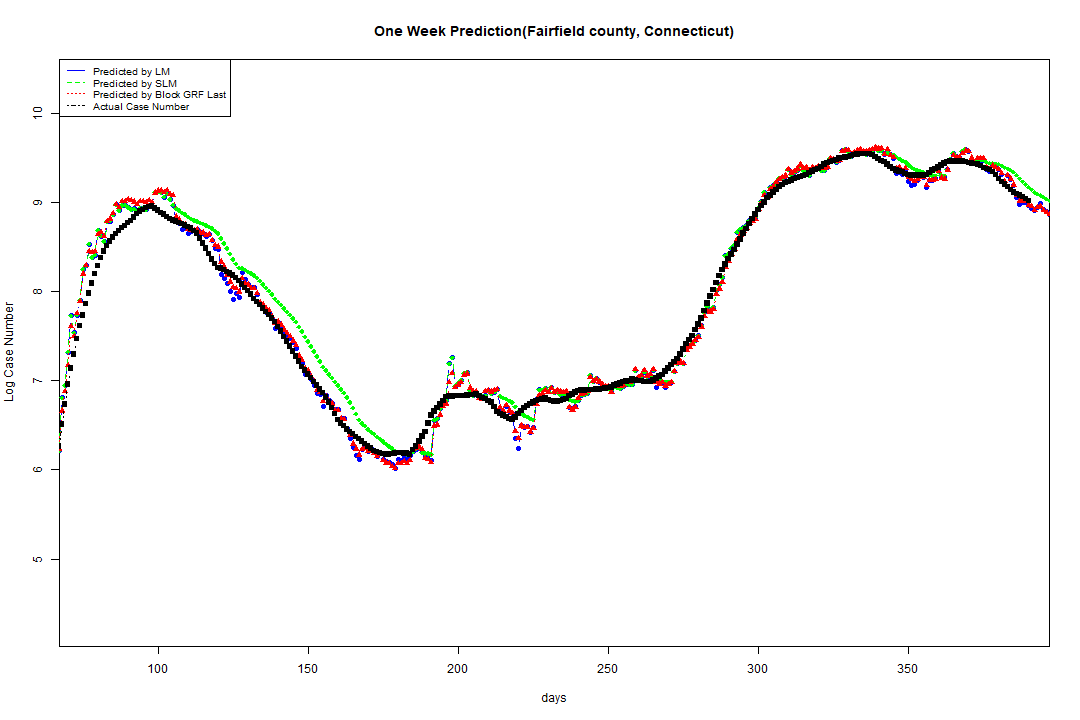 One Week Prediction(Fairfield county, Connecticut)
Predicted by LM
Predicted by SLM
Predicted by Block GRF Last
Actual Case Number
10
9
8
7
6
5
Log Case Number
100 150 200 250 300 350
days